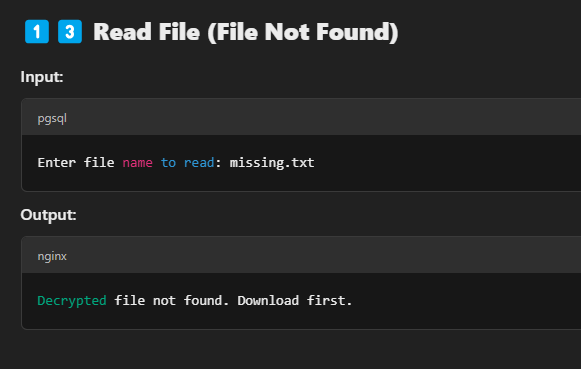 1️⃣ 3️⃣ Read File (File Not Found)
Input:
pgsql
Enter file name to read: missing.txt
Output:
nginx
Decrypted file not found. Download first.